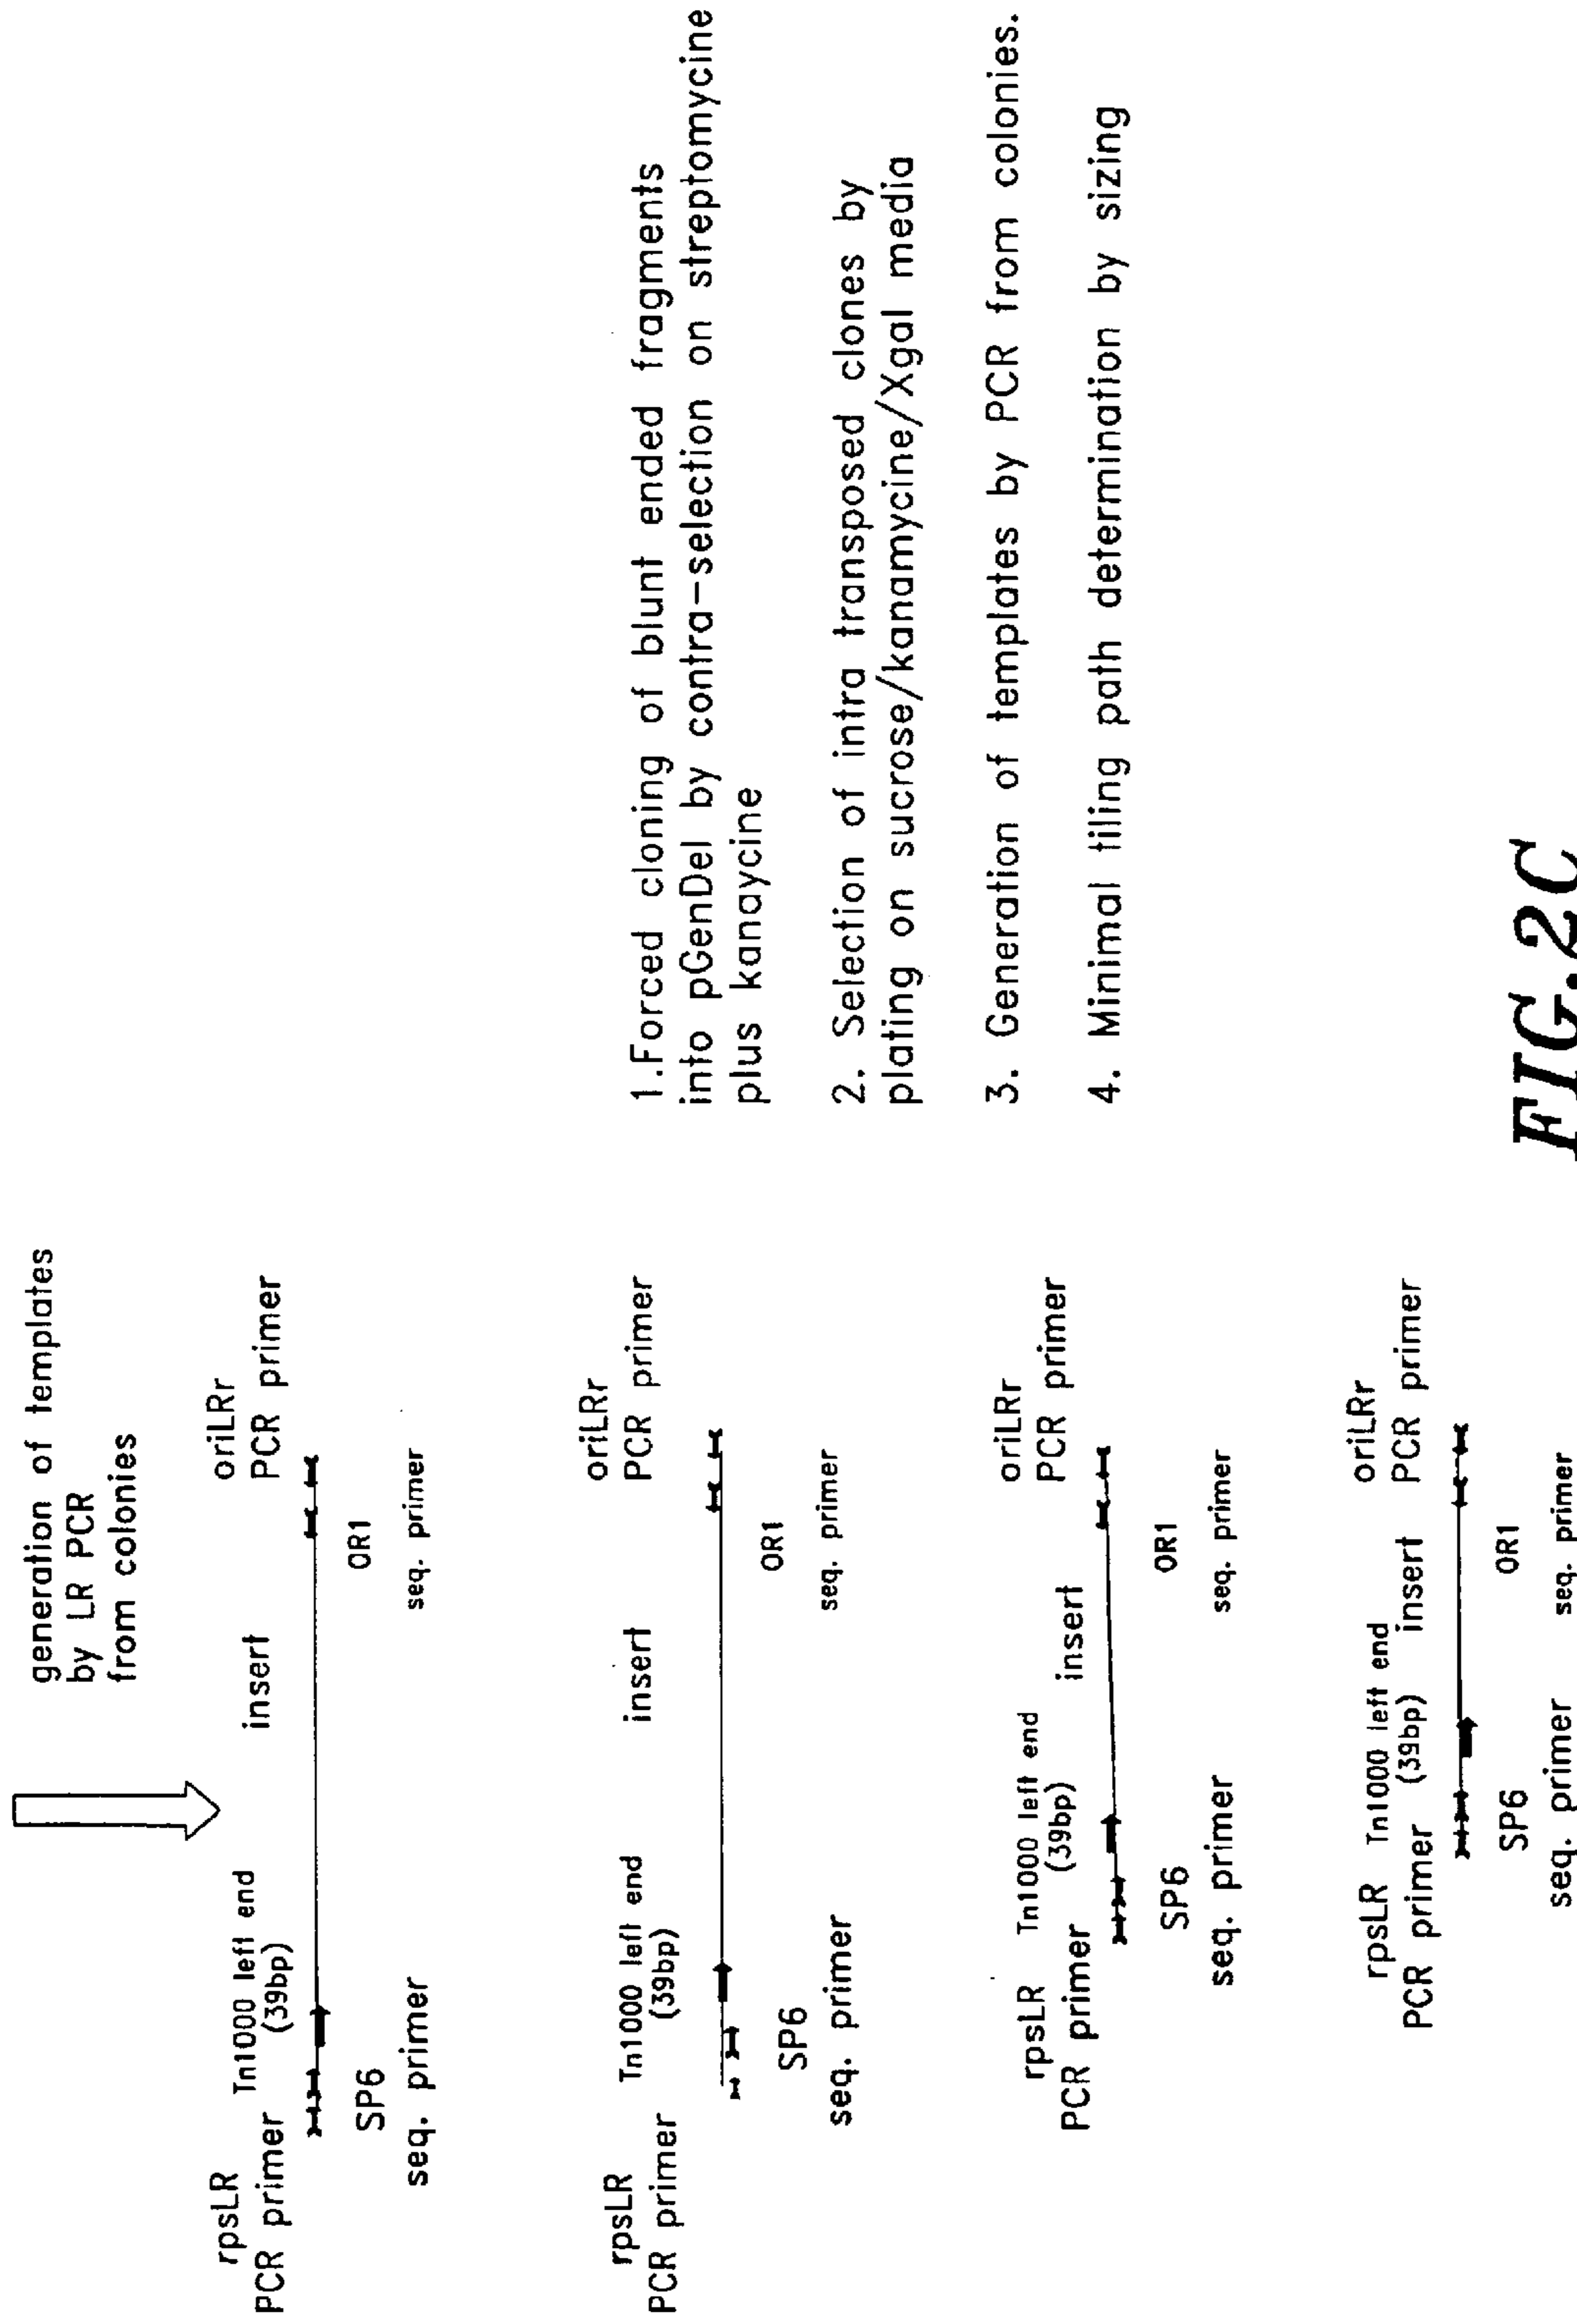 generation of templates
by LR PCR
from colonies
rpsLR
PCR primer
Tn1000 left end
(39bp)
insert
oriLRr
PCR primer
SP6
seq. primer
OR1
seq. primer
rpsLR
PCR primer
Tn1000 left end
(39bp)
insert
oriLRr
PCR primer
SP6
seq. primer
OR1
seq. primer
rpsLR
PCR primer
Tn1000 left end
(39bp)
insert
oriLRr
PCR primer
SP6
seq. primer
OR1
seq. primer
rpsLR
PCR primer
Tn1000 left end
(39bp)
insert
oriLRr
PCR primer
SP6
seq. primer
OR1
seq. primer
1.Forced cloning of blunt ended fragments
into pGenDel by contra-selection on streptomycine
plus kanaycine
2. Selection of intra transposed clones by
plating on sucrose/kanamycine/Xgal media
3. Generation of templates by PCR from colonies.
4. Minimal tiling path determination by sizing
FIG.2C